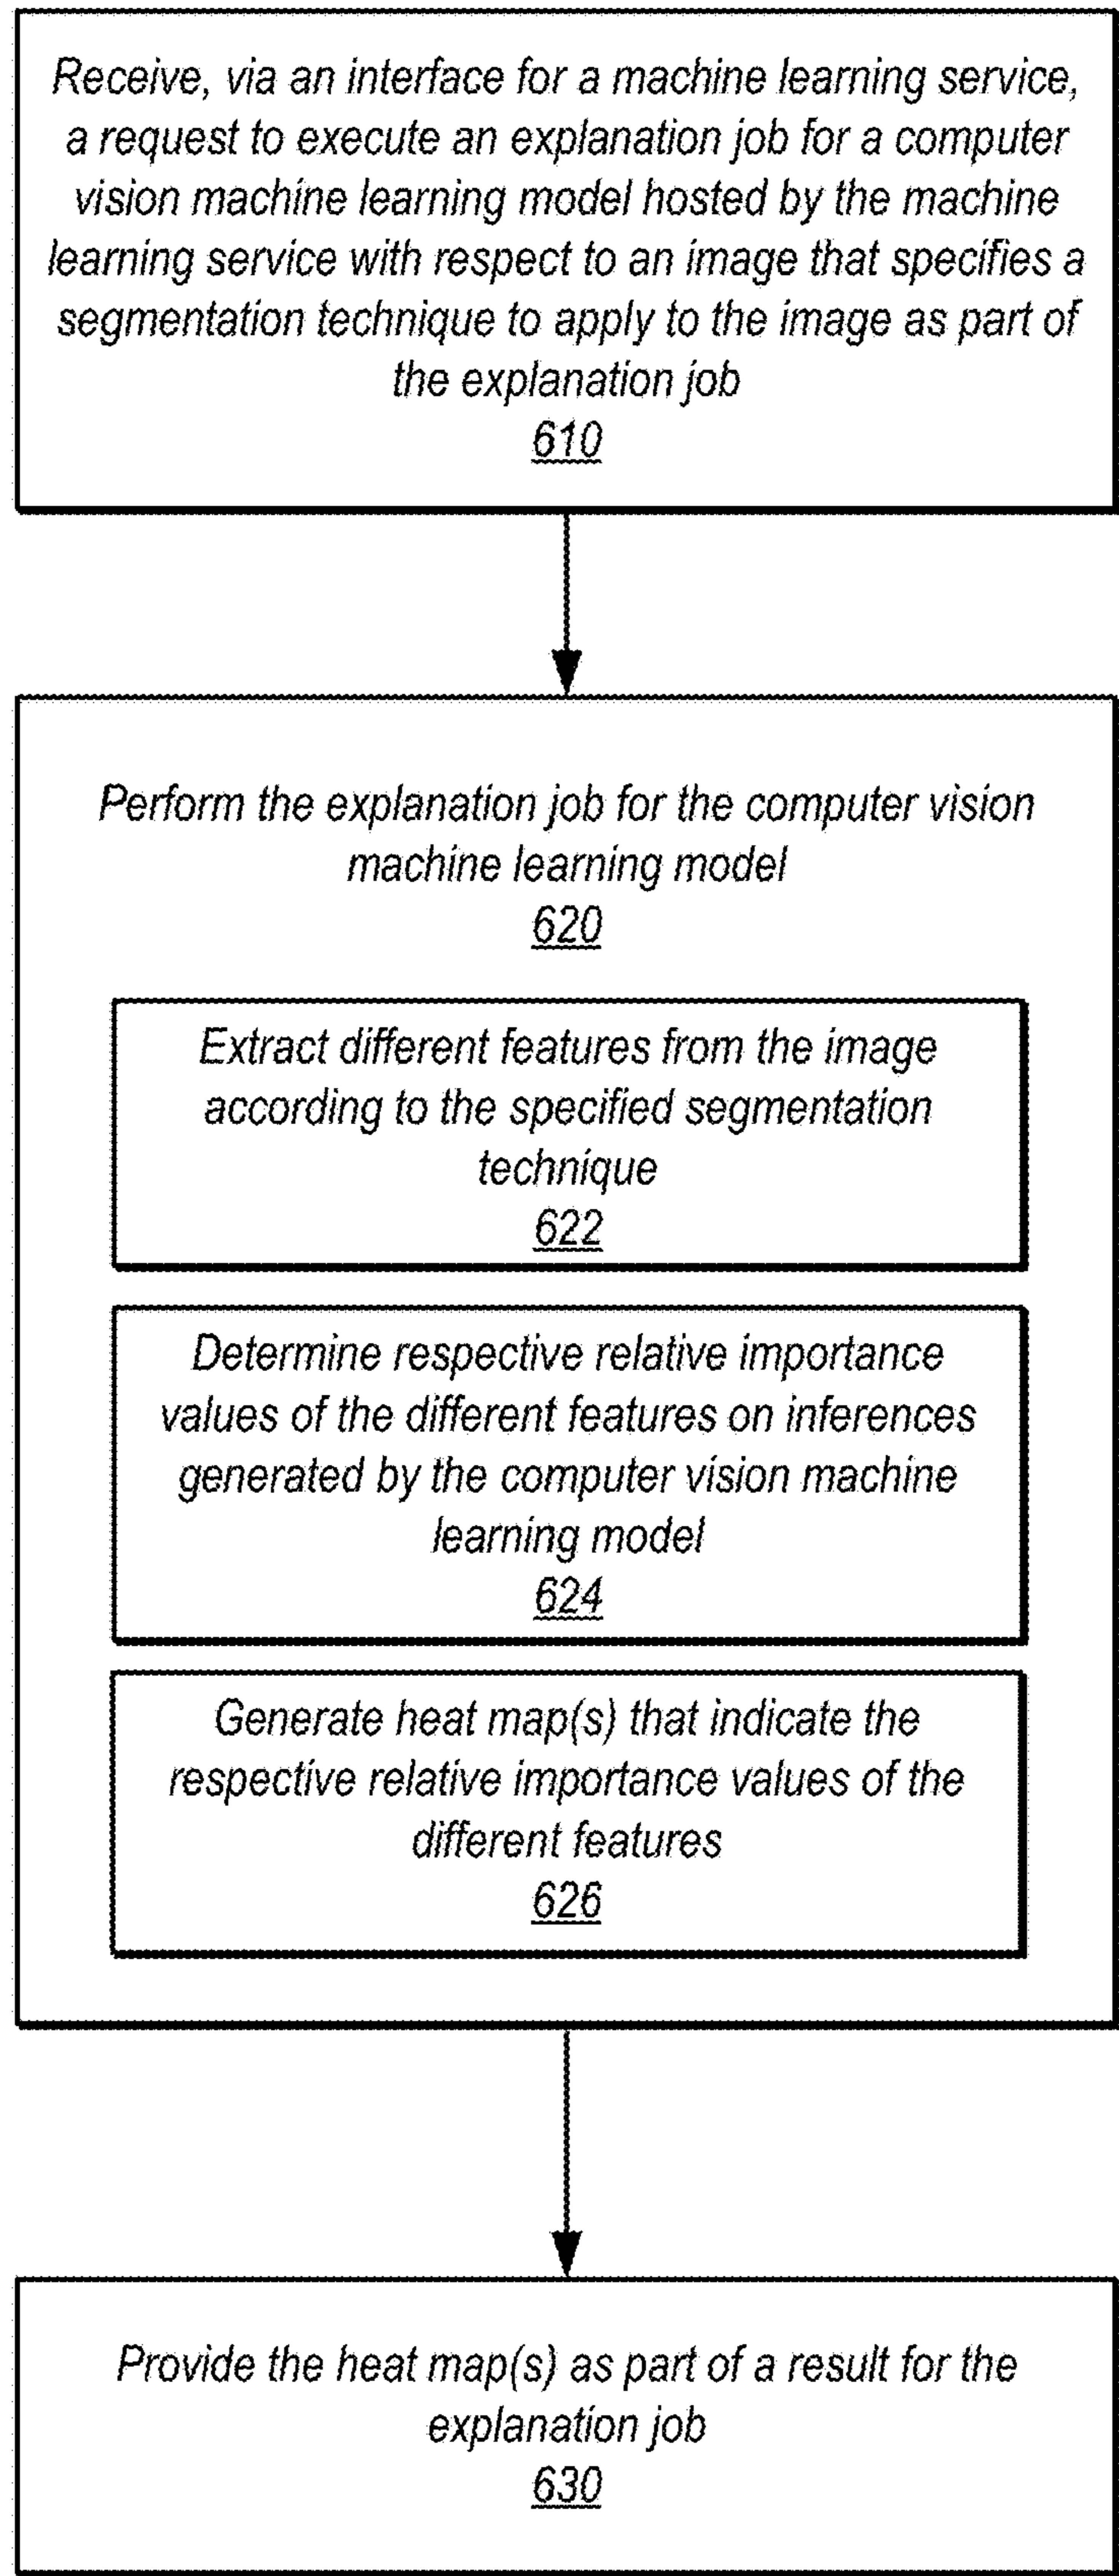 Receive, via an interface for a machine learning service,
a request to execute an explanation job for a computer
vision machine learning model hosted by the machine
learning service with respect to an image that specifies a
segmentation technique to apply to the image as part of
the explanation job
610
Perform the explanation job for the computer vision
machine learning model
620
Extract different features from the image
according to the specified segmentation
technique
622
Determine respective relative importance
values of the different features on inferences
generated by the computer vision machine
learning model
624
Generate heat map(s) that indicate the
respective relative importance values of the
different features
626
Provide the heat map(s) as part of a result for the
explanation job
630